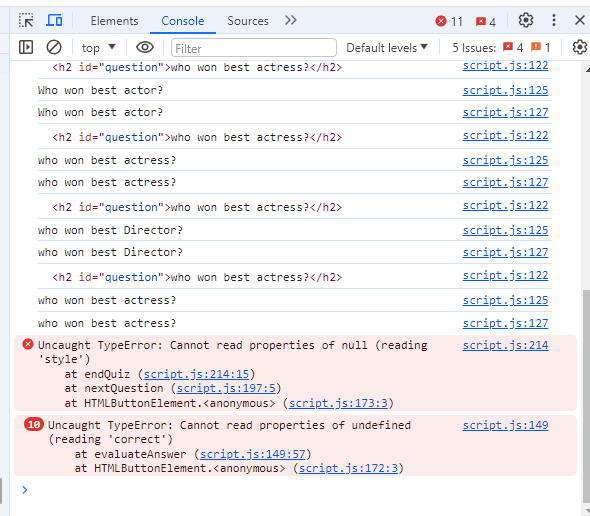 Elements Console Sources 11 4
top Filter Default levels 5 Issues: 4 1
<h2 id="question">who won best actress?</h2> script.js:122
Who won best actor? script.js:125
Who won best actor? script.js:127
<h2 id="question">who won best actress?</h2> script.js:122
who won best actress? script.js:125
who won best actress? script.js:127
<h2 id="question">who won best actress?</h2> script.js:122
who won best Director? script.js:125
who won best Director? script.js:127
<h2 id="question">who won best actress?</h2> script.js:122
who won best actress? script.js:125
who won best actress? script.js:127
Uncaught TypeError: Cannot read properties of null (reading script.js:214
'style')
at endQuiz (script.js:214:15)
at nextQuestion (script.js:197:5)
at HTMLButtonElement.<anonymous> (script.js:173:3)
10 Uncaught TypeError: Cannot read properties of undefined script.js:149
(reading 'correct')
at evaluateAnswer (script.js:149:57)
at HTMLButtonElement.<anonymous> (script.js:172:3)